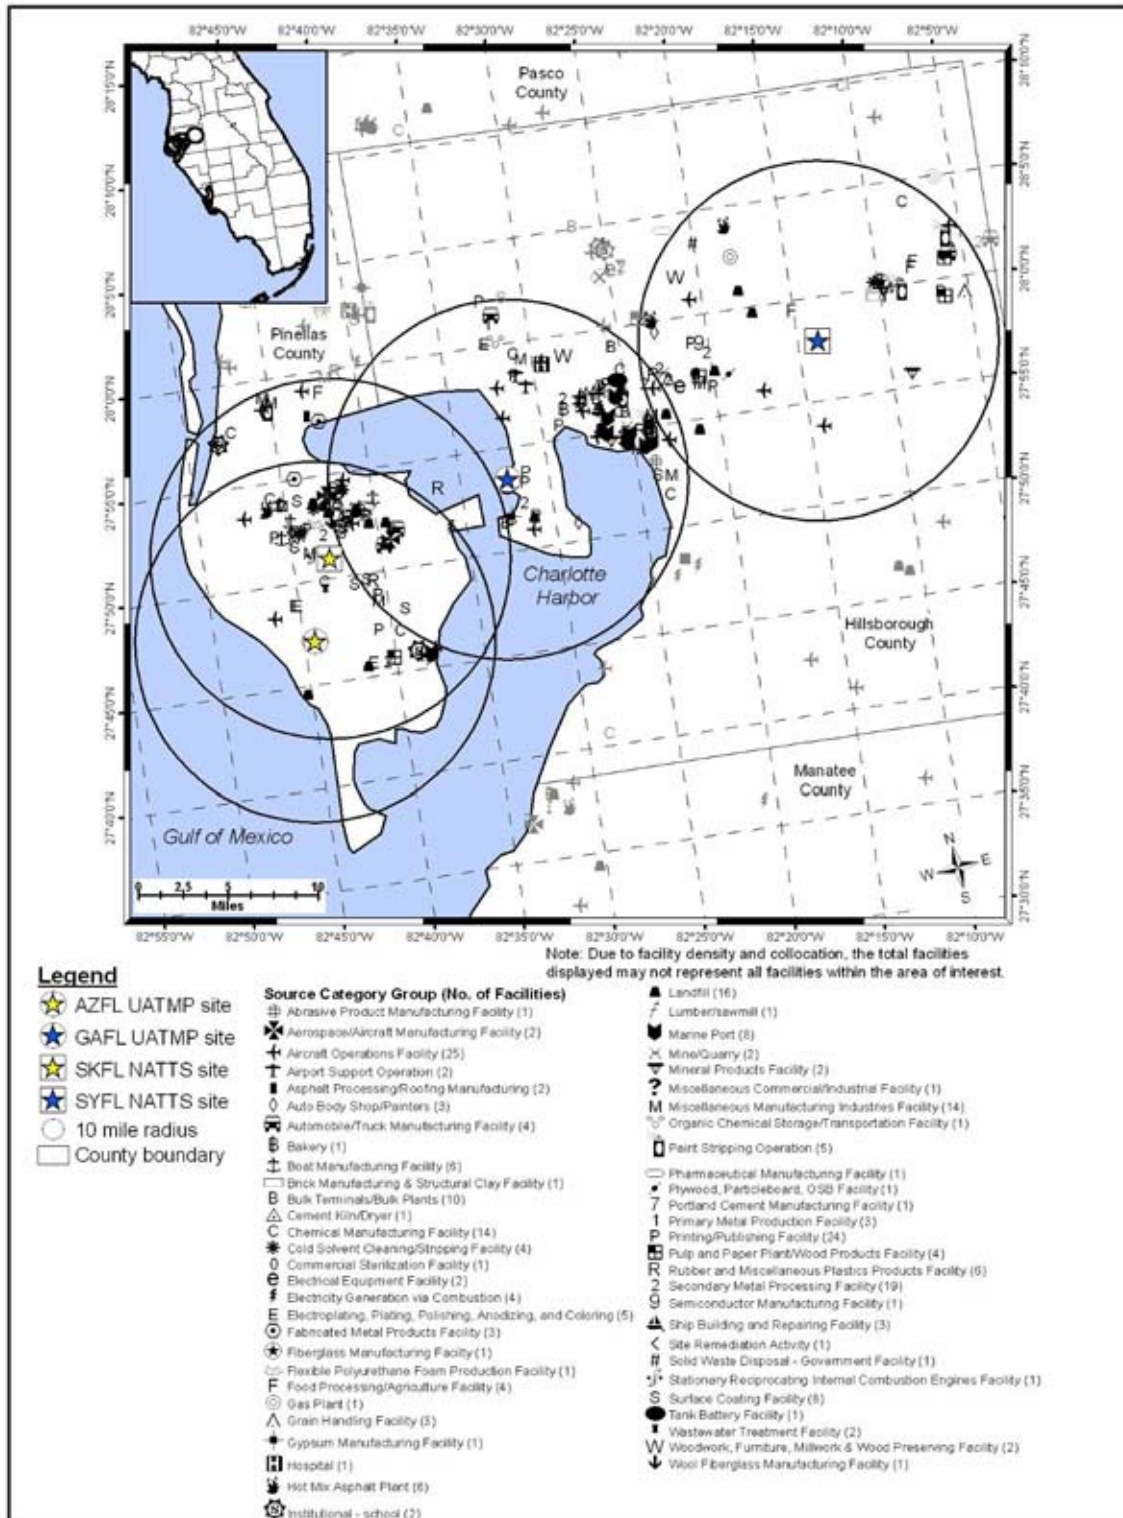 82°45'0"W 82°40'0"W 82°35'0"W 82°30'0"W 82°25'0"W 82°20'0"W 82°15'0"W 82°10'0"W 82°5'0"W
Pasco
County
Pinellas
County
Charlotte
Harbor
Hillsborough
County
Manatee
County
Gulf of Mexico
N
W E
S
0 2.5 5 10
Miles
82°55'0"W 82°50'0"W 82°45'0"W 82°40'0"W 82°35'0"W 82°30'0"W 82°25'0"W 82°20'0"W 82°15'0"W 82°10'0"W
Note: Due to facility density and collocation, the total facilities
displayed may not represent all facilities within the area of interest.
Legend
AZFL UATMP site
GAFL UATMP site
SKFL NATTS site
SYFL NATTS site
10 mile radius
County boundary
Source Category Group (No. of Facilities)
Abrasive Product Manufacturing Facility (1)
Aerospace/Aircraft Manufacturing Facility (2)
Aircraft Operations Facility (25)
Airport Support Operation (2)
Asphalt Processing/Roofing Manufacturing (2)
Auto Body Shop/Painters (3)
Automobile/Truck Manufacturing Facility (4)
B Bakery (1)
Boat Manufacturing Facility (6)
Brick Manufacturing & Structural Clay Facility (1)
B Bulk Terminals/Bulk Plants (10)
Cement Kiln/Dryer (1)
C Chemical Manufacturing Facility (14)
Cold Solvent Cleaning/Stripping Facility (4)
0 Commercial Sterilization Facility (1)
e Electrical Equipment Facility (2)
Electricity Generation via Combustion (4)
E Electroplating, Plating, Polishing, Anodizing, and Coloring (5)
Fabricated Metal Products Facility (3)
Fiberglass Manufacturing Facility (1)
Flexible Polyurethane Foam Production Facility (1)
F Food Processing/Agriculture Facility (4)
Gas Plant (1)
Grain Handling Facility (3)
Gypsum Manufacturing Facility (1)
H Hospital (1)
Hot Mix Asphalt Plant (6)
Institutional - school (2)
Landfill (16)
Lumber/sawmill (1)
Marine Port (8)
Mine/Quarry (2)
Mineral Products Facility (2)
? Miscellaneous Commercial/Industrial Facility (1)
M Miscellaneous Manufacturing Industries Facility (14)
Organic Chemical Storage/Transportation Facility (1)
Paint Stripping Operation (5)
Pharmaceutical Manufacturing Facility (1)
Plywood, Particleboard, OSB Facility (1)
7 Portland Cement Manufacturing Facility (1)
1 Primary Metal Production Facility (3)
P Printing/Publishing Facility (24)
Pulp and Paper Plant/Wood Products Facility (4)
R Rubber and Miscellaneous Plastics Products Facility (6)
2 Secondary Metal Processing Facility (19)
9 Semiconductor Manufacturing Facility (1)
Ship Building and Repairing Facility (3)
Site Remediation Activity (1)
# Solid Waste Disposal - Government Facility (1)
Stationary Reciprocating Internal Combustion Engines Facility (1)
S Surface Coating Facility (8)
Tank Battery Facility (1)
Wastewater Treatment Facility (2)
W Woodwork, Furniture, Millwork & Wood Preserving Facility (2)
Wool Fiberglass Manufacturing Facility (1)